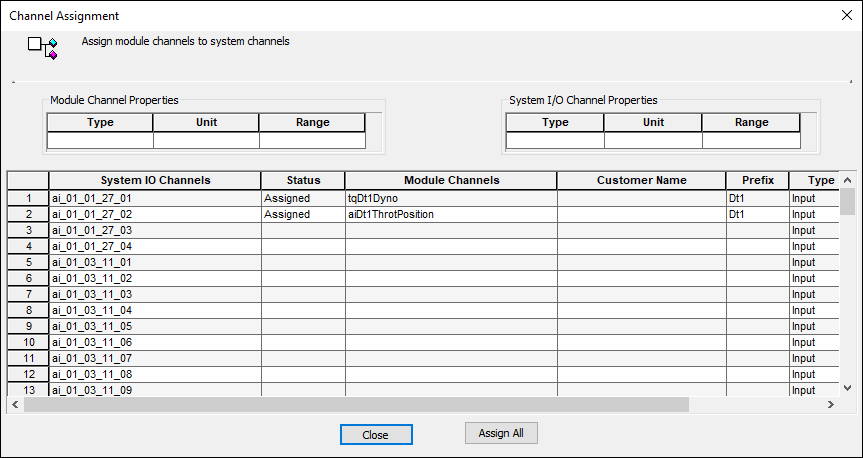 Channel Assignment
Assign module channels to system channels
Module Channel Properties
System I/O Channel Properties
Type Unit Range
Type Unit Range
System IO Channels Status Module Channels Customer Name Prefix Type
1 ai_01_01_27_01 Assigned tqDt1Dyno Dt1 Input
2 ai_01_01_27_02 Assigned aiDt1ThrotPosition Dt1 Input
3 ai_01_01_27_03 Input
4 ai_01_01_27_04 Input
5 ai_01_03_11_01 Input
6 ai_01_03_11_02 Input
7 ai_01_03_11_03 Input
8 ai_01_03_11_04 Input
9 ai_01_03_11_05 Input
10 ai_01_03_11_06 Input
11 ai_01_03_11_07 Input
12 ai_01_03_11_08 Input
13 ai_01_03_11_09 Input
Close Assign All